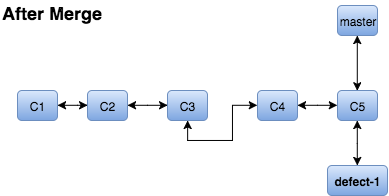 After Merge
master
C1 C2 C3 C4 C5
defect-1